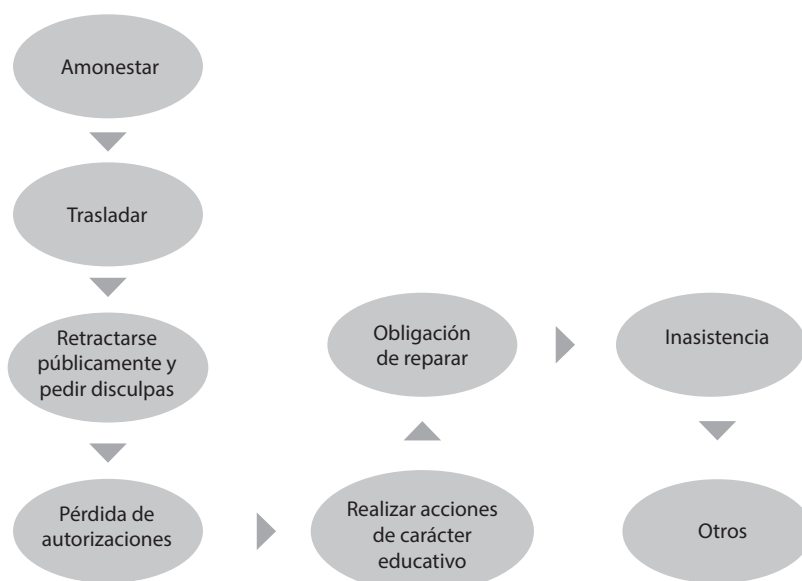 Amonestar
Trasladar
Retractarse
públicamente y
pedir disculpas
Pérdida de
autorizaciones
Realizar acciones
de carácter
educativo
Obligación
de reparar
Inasistencia
Otros